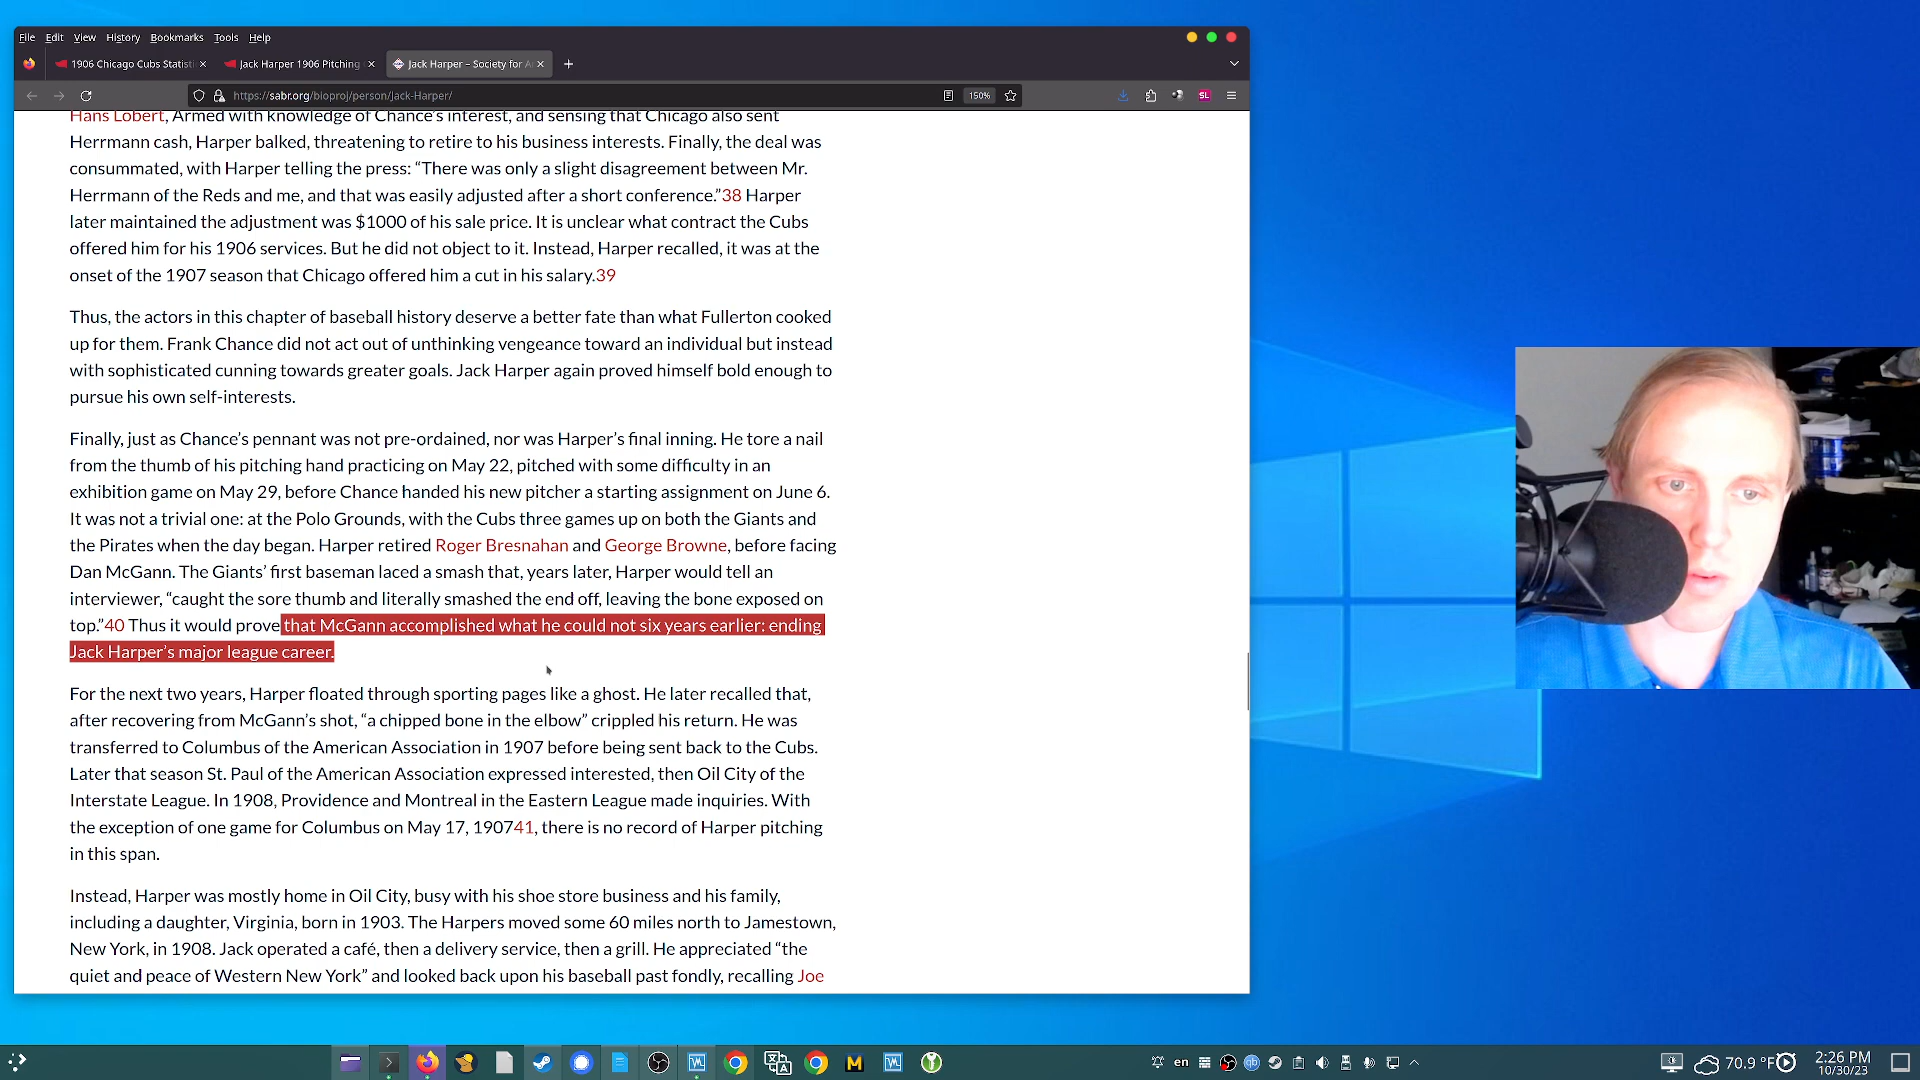 File Edit View History Bookmarks Tools Help
1906 Chicago Cubs Statisti
Jack Harper 1906 Pitching
Jack Harper – Society for A
https://sabr.org/bioproj/person/Jack-Harper/
150%
SL
Hans Lobert, Armed with knowledge of Chance's interest, and sensing that Chicago also sent
Herrmann cash, Harper balked, threatening to retire to his business interests. Finally, the deal was
consummated, with Harper telling the press: “There was only a slight disagreement between Mr.
Herrmann of the Reds and me, and that was easily adjusted after a short conference.”38 Harper
later maintained the adjustment was $1000 of his sale price. It is unclear what contract the Cubs
offered him for his 1906 services. But he did not object to it. Instead, Harper recalled, it was at the
onset of the 1907 season that Chicago offered him a cut in his salary.39
Thus, the actors in this chapter of baseball history deserve a better fate than what Fullerton cooked
up for them. Frank Chance did not act out of unthinking vengeance toward an individual but instead
with sophisticated cunning towards greater goals. Jack Harper again proved himself bold enough to
pursue his own self-interests.
Finally, just as Chance’s pennant was not pre-ordained, nor was Harper’s final inning. He tore a nail
from the thumb of his pitching hand practicing on May 22, pitched with some difficulty in an
exhibition game on May 29, before Chance handed his new pitcher a starting assignment on June 6.
It was not a trivial one: at the Polo Grounds, with the Cubs three games up on both the Giants and
the Pirates when the day began. Harper retired Roger Bresnahan and George Browne, before facing
Dan McGann. The Giants’ first baseman laced a smash that, years later, Harper would tell an
interviewer, “caught the sore thumb and literally smashed the end off, leaving the bone exposed on
top.”40 Thus it would prove that McGann accomplished what he could not six years earlier: ending
Jack Harper’s major league career.
For the next two years, Harper floated through sporting pages like a ghost. He later recalled that,
after recovering from McGann’s shot, “a chipped bone in the elbow” crippled his return. He was
transferred to Columbus of the American Association in 1907 before being sent back to the Cubs.
Later that season St. Paul of the American Association expressed interested, then Oil City of the
Interstate League. In 1908, Providence and Montreal in the Eastern League made inquiries. With
the exception of one game for Columbus on May 17, 190741, there is no record of Harper pitching
in this span.
Instead, Harper was mostly home in Oil City, busy with his shoe store business and his family,
including a daughter, Virginia, born in 1903. The Harpers moved some 60 miles north to Jamestown,
New York, in 1908. Jack operated a café, then a delivery service, then a grill. He appreciated “the
quiet and peace of Western New York” and looked back upon his baseball past fondly, recalling Joe
en
qb
70.9 °F
2:26 PM
10/30/23